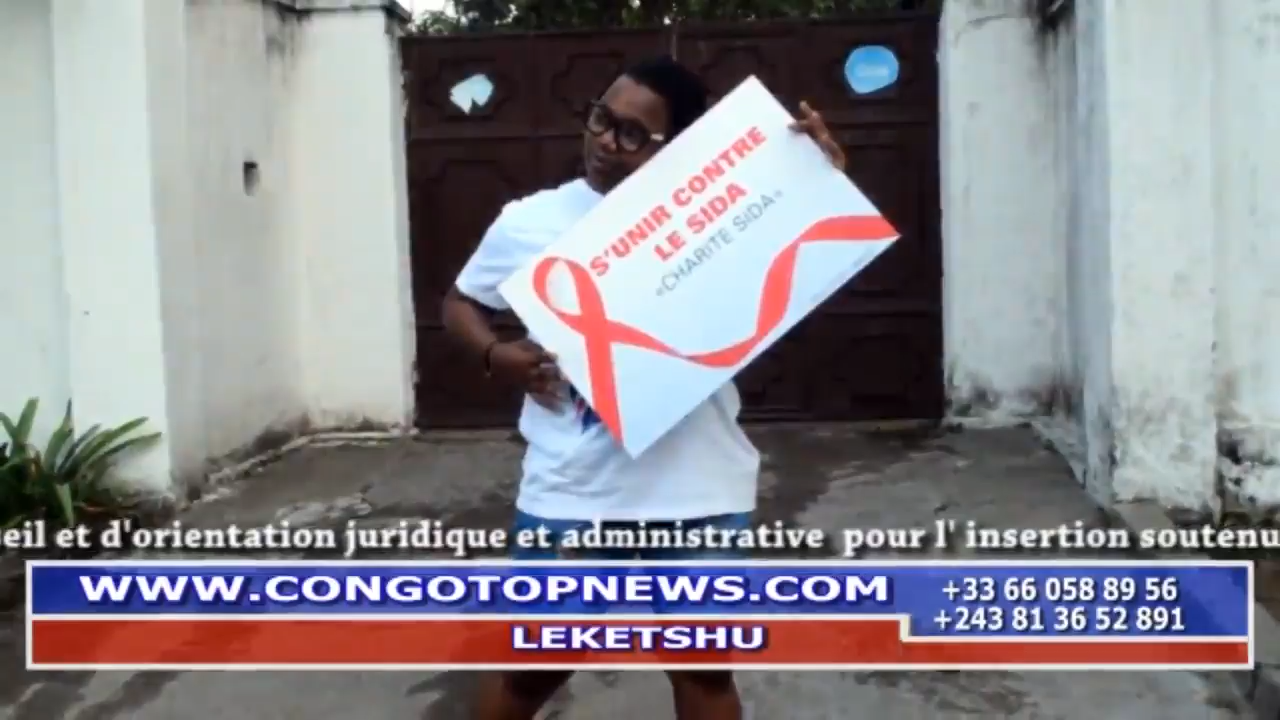 S'UNIR CONTRE
LE SIDA
«CHARITE SIDA»
eil et d'orientation juridique et administrative pour l' insertion soutenu
WWW.CONGOTOPNEWS.COM
+33 66 058 89 56
+243 81 36 52 891
LEKETSHU